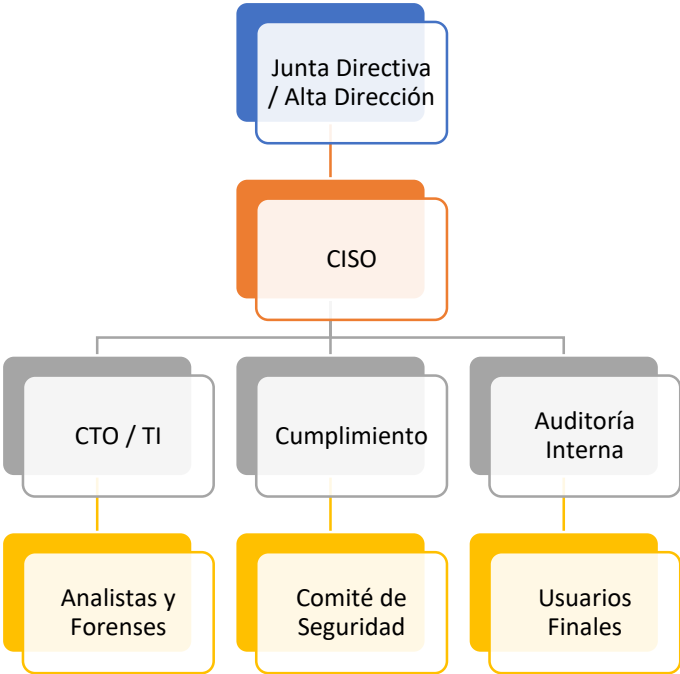 Junta Directiva
/ Alta Dirección
CISO
CTO / TI
Cumplimiento
Auditoría
Interna
Analistas y
Forenses
Comité de
Seguridad
Usuarios
Finales